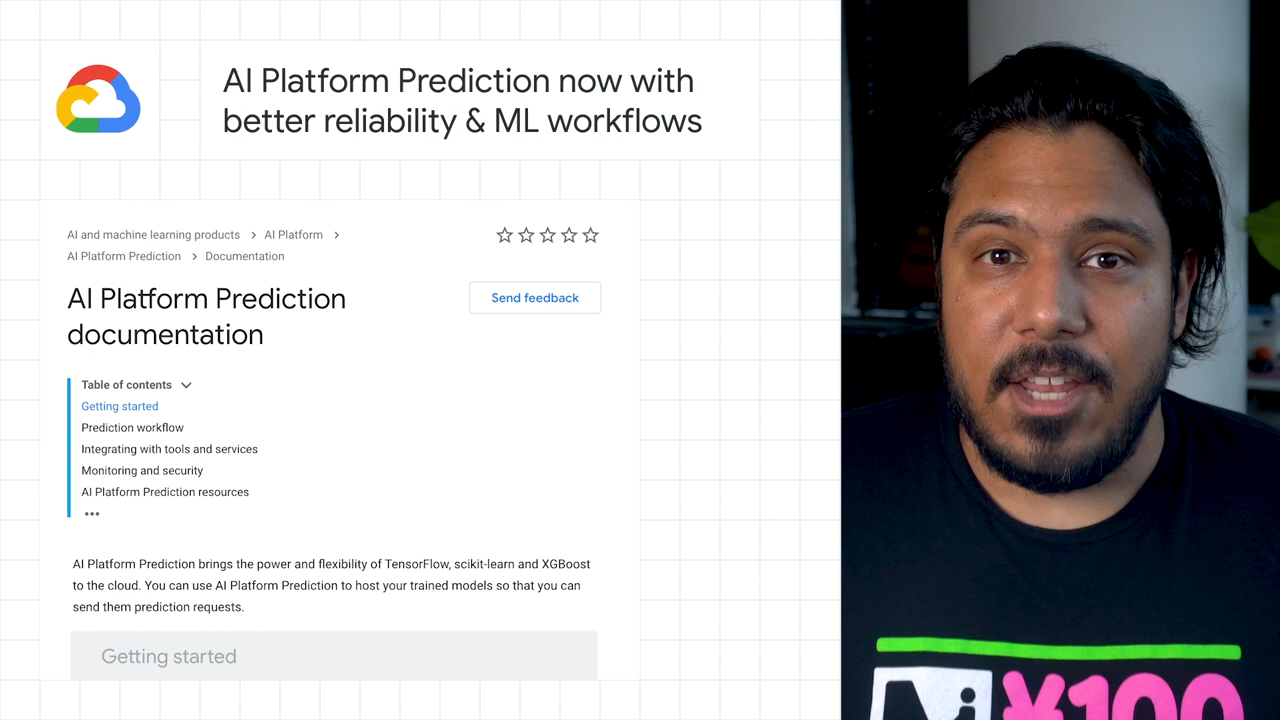 AI Platform Prediction now with
better reliability & ML workflows
AI and machine learning products > AI Platform >
AI Platform Prediction > Documentation
AI Platform Prediction
documentation
Send feedback
Table of contents
Getting started
Prediction workflow
Integrating with tools and services
Monitoring and security
AI Platform Prediction resources
•••
AI Platform Prediction brings the power and flexibility of TensorFlow, scikit-learn and XGBoost
to the cloud. You can use AI Platform Prediction to host your trained models so that you can
send them prediction requests.
Getting started
¥100